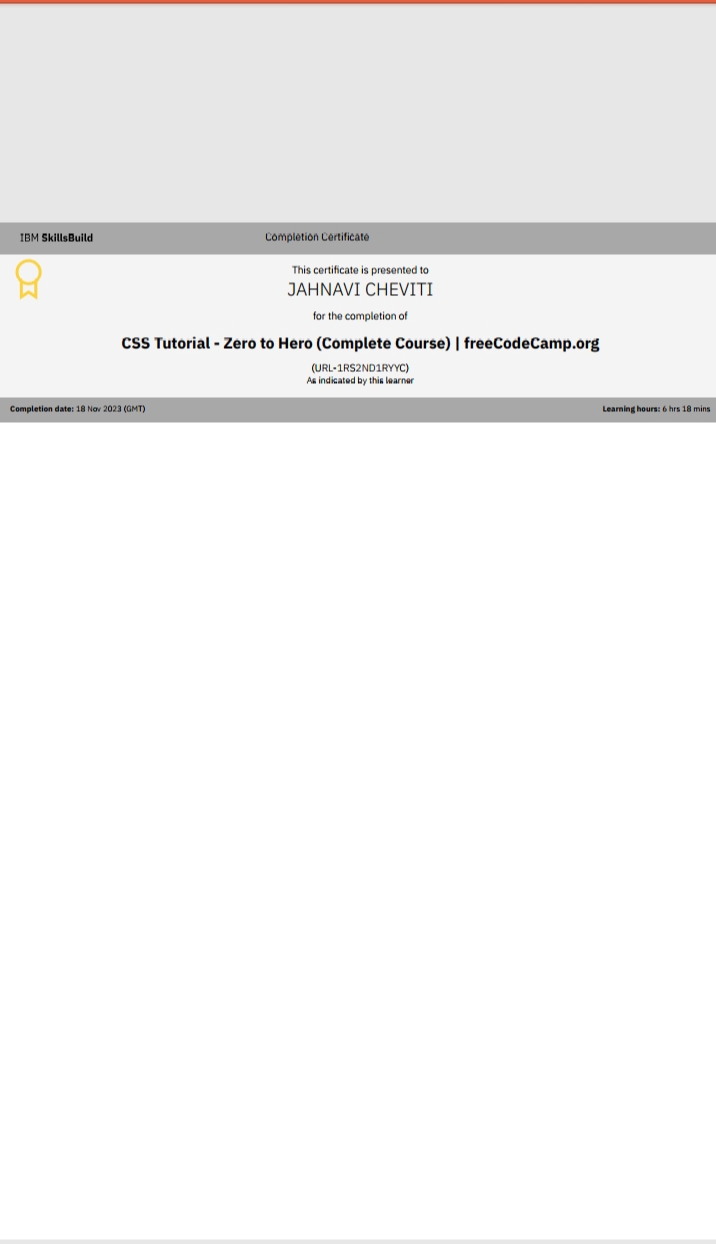 IBM SkillsBuild
Completion Certificate
This certificate is presented to
JAHNAVI CHEVITI
for the completion of
CSS Tutorial - Zero to Hero (Complete Course) | freeCodeCamp.org
(URL-1RS2ND1RYYC)
As indicated by this learner
Completion date: 18 Nov 2023 (GMT)
Learning hours: 6 hrs 18 mins